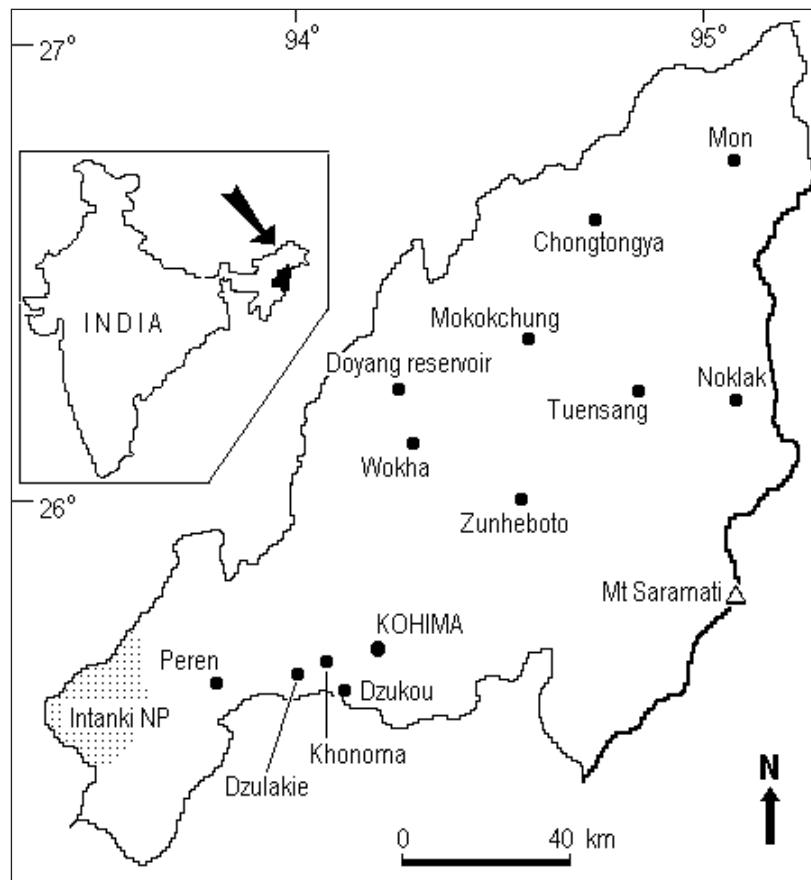 94°
95°
27°
Mon
Chongtongya
INDIA
Mokokchung
Doyang reservoir
Noklak
Tuensang
Wokha
26°
Zunheboto
Mt Saramati
KOHIMA
Peren
Dzukou
Intanki NP
Khonoma
Dzulakie
N
0 40 km